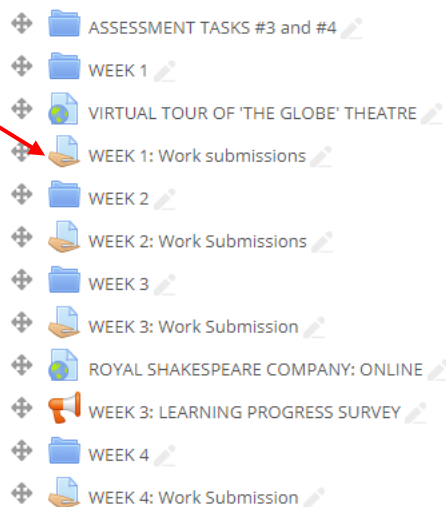 ASSESSMENT TASKS #3 and #4
WEEK 1
VIRTUAL TOUR OF 'THE GLOBE' THEATRE
WEEK 1: Work submissions
WEEK 2
WEEK 2: Work Submissions
WEEK 3
WEEK 3: Work Submission
ROYAL SHAKESPEARE COMPANY: ONLINE
WEEK 3: LEARNING PROGRESS SURVEY
WEEK 4
WEEK 4: Work Submission